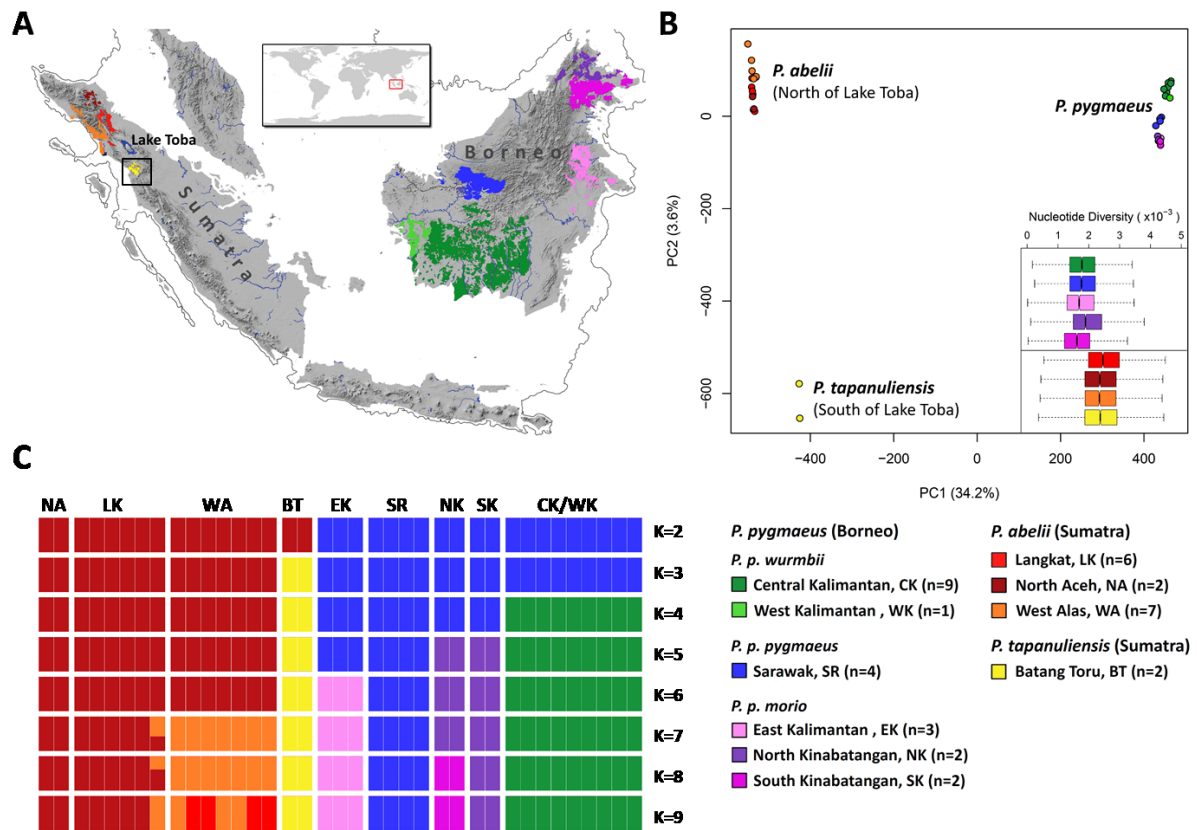 A
Lake Toba
Sumatra
Borneo
B
P. abelii
(North of Lake Toba)
P. pygmaeus
P. tapanuliensis
(South of Lake Toba)
PC2 (3.6%)
0
−200
−400
−600
Nucleotide Diversity ( x10⁻³ )
0 1 2 3 4 5
−400 −200 0 200 400
PC1 (34.2%)
C
NA LK WA BT EK SR NK SK CK/WK
K=2
K=3
K=4
K=5
K=6
K=7
K=8
K=9
P. pygmaeus (Borneo)
P. p. wurmbii
Central Kalimantan, CK (n=9)
West Kalimantan , WK (n=1)
P. p. pygmaeus
Sarawak, SR (n=4)
P. p. morio
East Kalimantan , EK (n=3)
North Kinabatangan, NK (n=2)
South Kinabatangan, SK (n=2)
P. abelii (Sumatra)
Langkat, LK (n=6)
North Aceh, NA (n=2)
West Alas, WA (n=7)
P. tapanuliensis (Sumatra)
Batang Toru, BT (n=2)